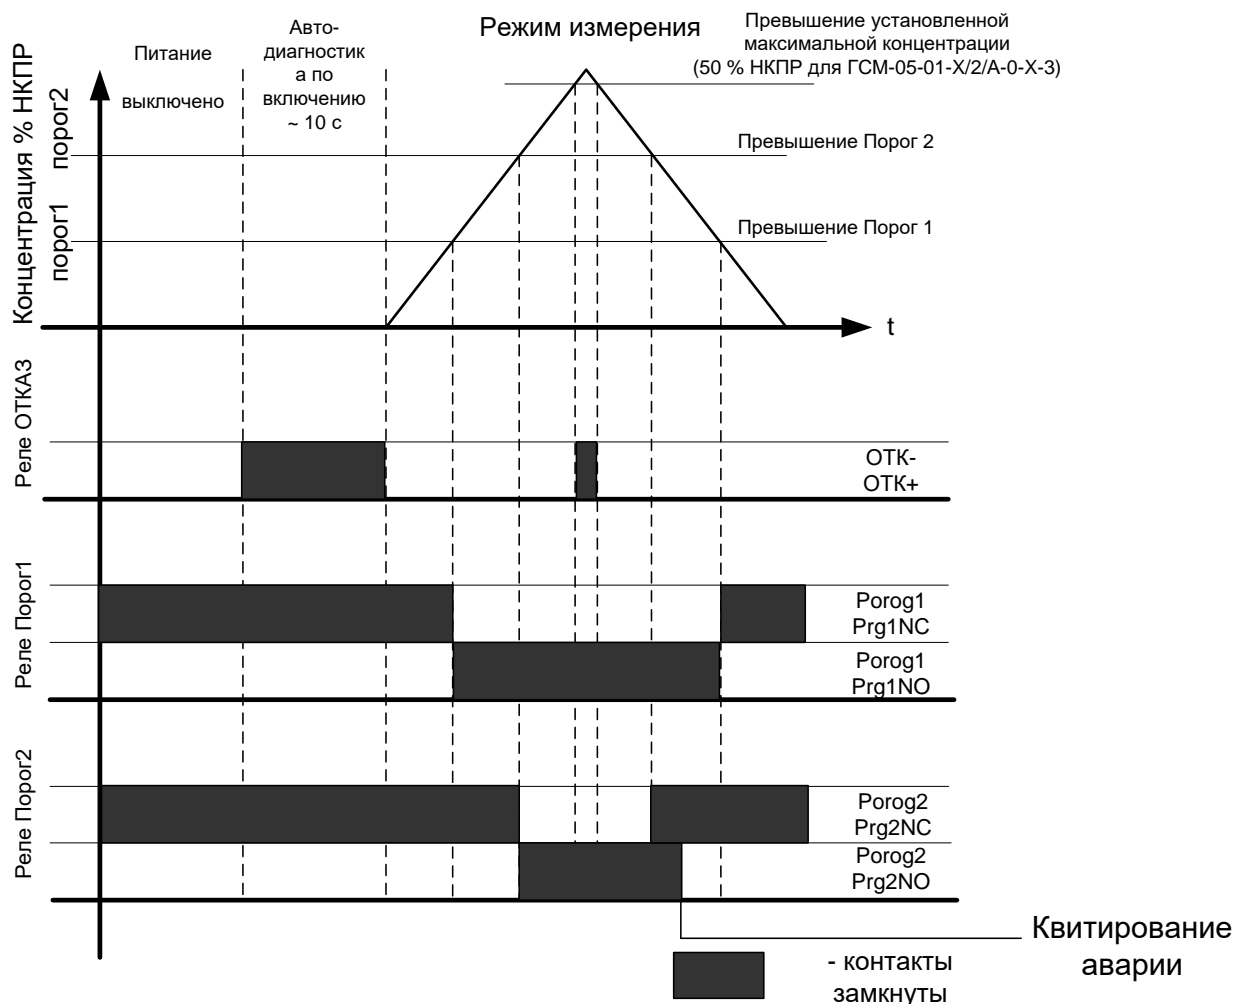 Питание
выключено
Авто-
диагностик
а по
включению
~ 10 с
Режим измерения
Превышение установленной
максимальной концентрации
(50 % НКПР для ГСМ-05-01-Х/2/А-0-Х-3)
Концентрация % НКПР
порог2
порог1
Превышение Порог 2
Превышение Порог 1
t
Реле ОТКАЗ
ОТК-
ОТК+
Реле Порог1
Porog1
Prg1NC
Porog1
Prg1NO
Реле Порог2
Porog2
Prg2NC
Porog2
Prg2NO
Квитирование
аварии
- контакты
замкнуты